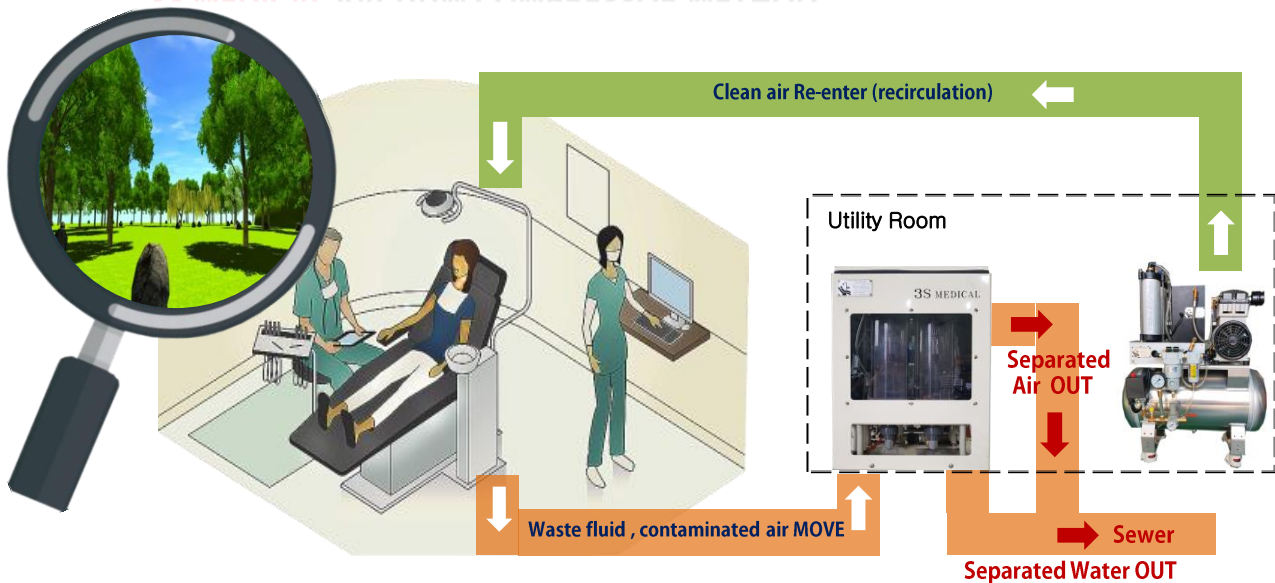 Clean air Re-enter (recirculation)
Utility Room
3S MEDICAL
Separated
Air OUT
Waste fluid , contaminated air MOVE
Sewer
Separated Water OUT